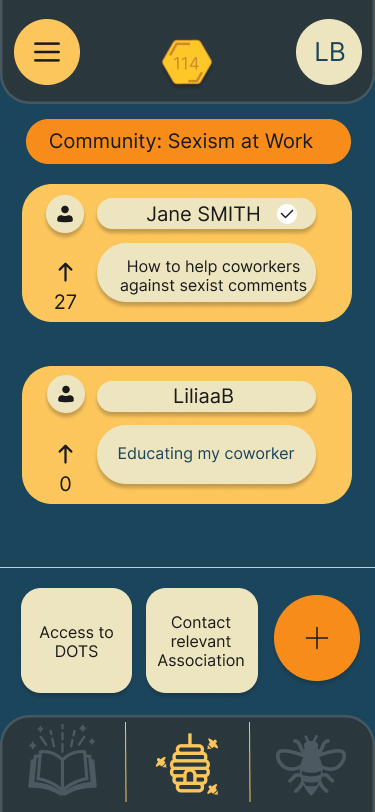 114
LB
Community: Sexism at Work
Jane SMITH
How to help coworkers
against sexist comments
27
LiliaaB
Educating my coworker
0
Access to
DOTS
Contact
relevant
Association